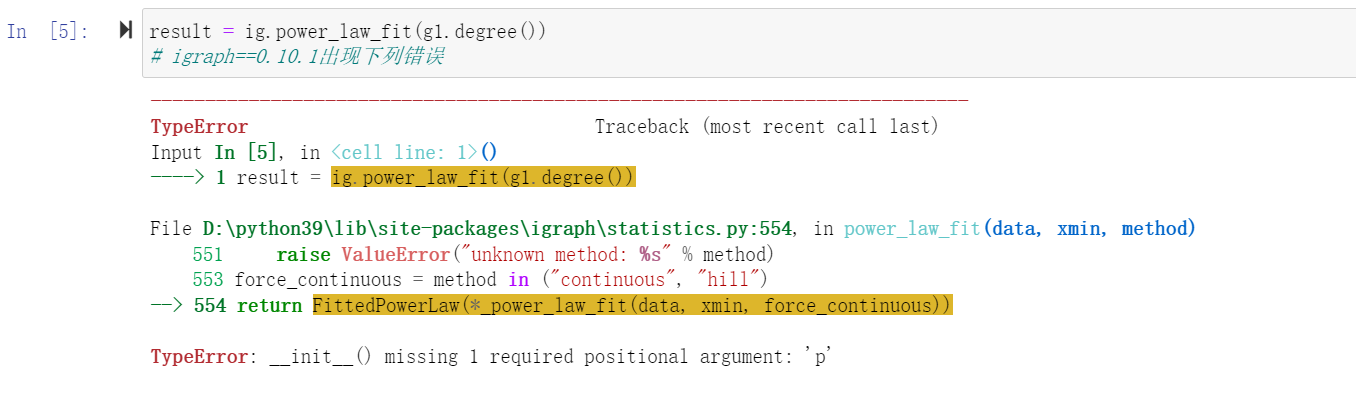 In [5]: result = ig.power_law_fit(g1.degree())
# igraph==0.10.1出现下列错误
---------------------------------------------------------------------------
TypeError Traceback (most recent call last)
Input In [5], in <cell line: 1>()
----> 1 result = ig.power_law_fit(g1.degree())
File D:\python39\lib\site-packages\igraph\statistics.py:554, in power_law_fit(data, xmin, method)
551 raise ValueError("unknown method: %s" % method)
553 force_continuous = method in ("continuous", "hill")
--> 554 return FittedPowerLaw(*_power_law_fit(data, xmin, force_continuous))
TypeError: __init__() missing 1 required positional argument: 'p'